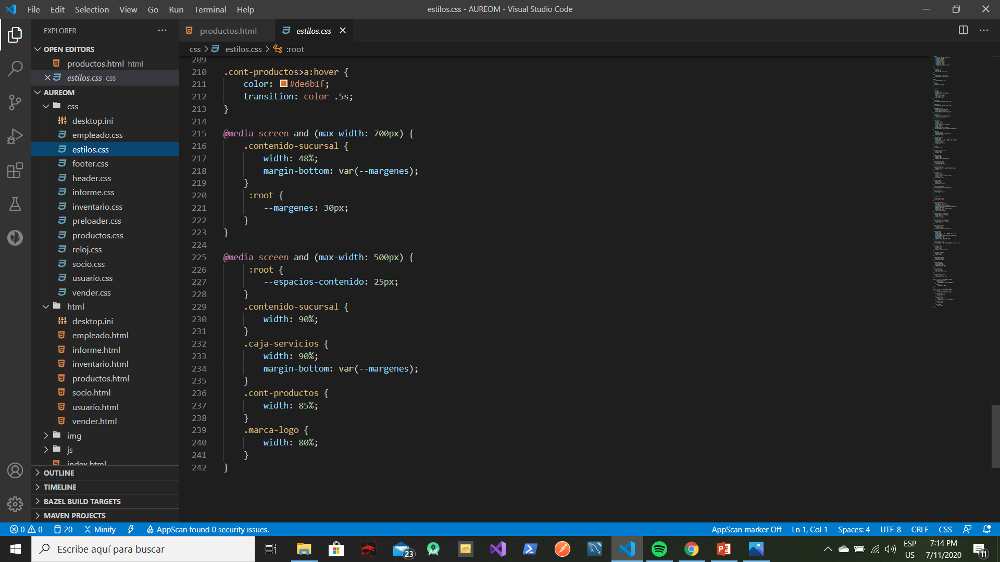 File Edit Selection View Go Run Terminal Help
estilos.css - AUREOM - Visual Studio Code
EXPLORER
productos.html
estilos.css
OPEN EDITORS
productos.html html
estilos.css css
AUREOM
css
desktop.ini
empleado.css
estilos.css
footer.css
header.css
informe.css
inventario.css
preloader.css
productos.css
reloj.css
socio.css
usuario.css
vender.css
html
desktop.ini
empleado.html
informe.html
inventario.html
productos.html
socio.html
usuario.html
vender.html
img
js
index.html
OUTLINE
TIMELINE
BAZEL BUILD TARGETS
MAVEN PROJECTS
css > estilos.css > :root
209
210 .cont-productos>a:hover {
211 color: #de6b1f;
212 transition: color .5s;
213 }
214
215 @media screen and (max-width: 700px) {
216 .contenido-sucursal {
217 width: 48%;
218 margin-bottom: var(--margenes);
219 }
220 :root {
221 --margenes: 30px;
222 }
223 }
224
225 @media screen and (max-width: 500px) {
226 :root {
227 --espacios-contenido: 25px;
228 }
229 .contenido-sucursal {
230 width: 90%;
231 }
232 .caja-servicios {
233 width: 90%;
234 margin-bottom: var(--margenes);
235 }
236 .cont-productos {
237 width: 85%;
238 }
239 .marca-logo {
240 width: 80%;
241 }
242 }
0 0 20 Minify AppScan found 0 security issues.
AppScan marker Off Ln 1, Col 1 Spaces: 4 UTF-8 CRLF CSS
Escribe aquí para buscar
23
ESP
US
7:14 PM
7/11/2020
11